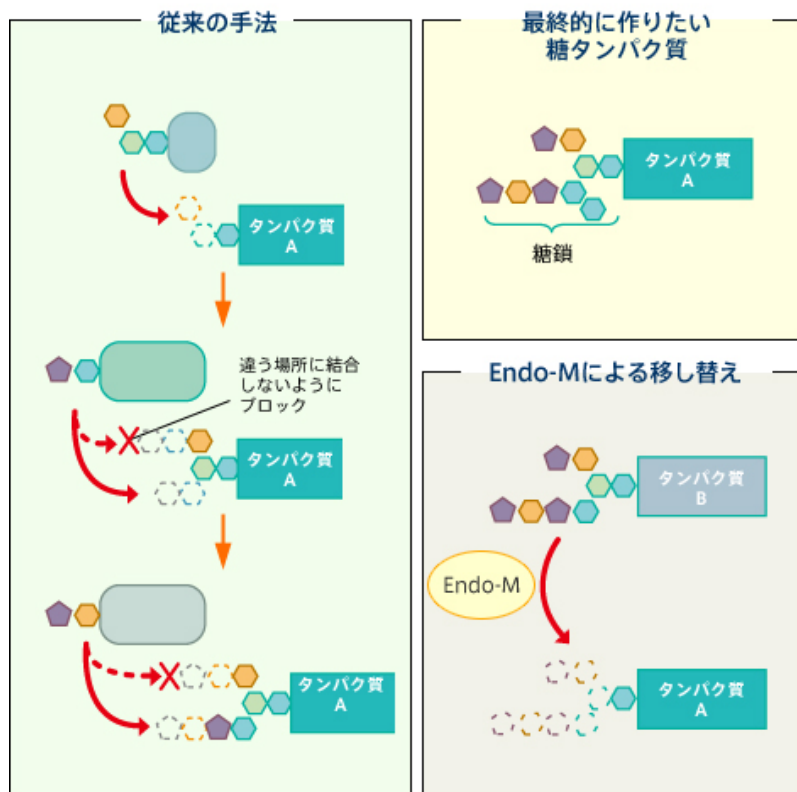 従来の手法
タンパク質
A
違う場所に結合
しないように
ブロック
タンパク質
A
タンパク質
A
最終的に作りたい
糖タンパク質
タンパク質
A
糖鎖
Endo-Mによる移し替え
タンパク質
B
Endo-M
タンパク質
A